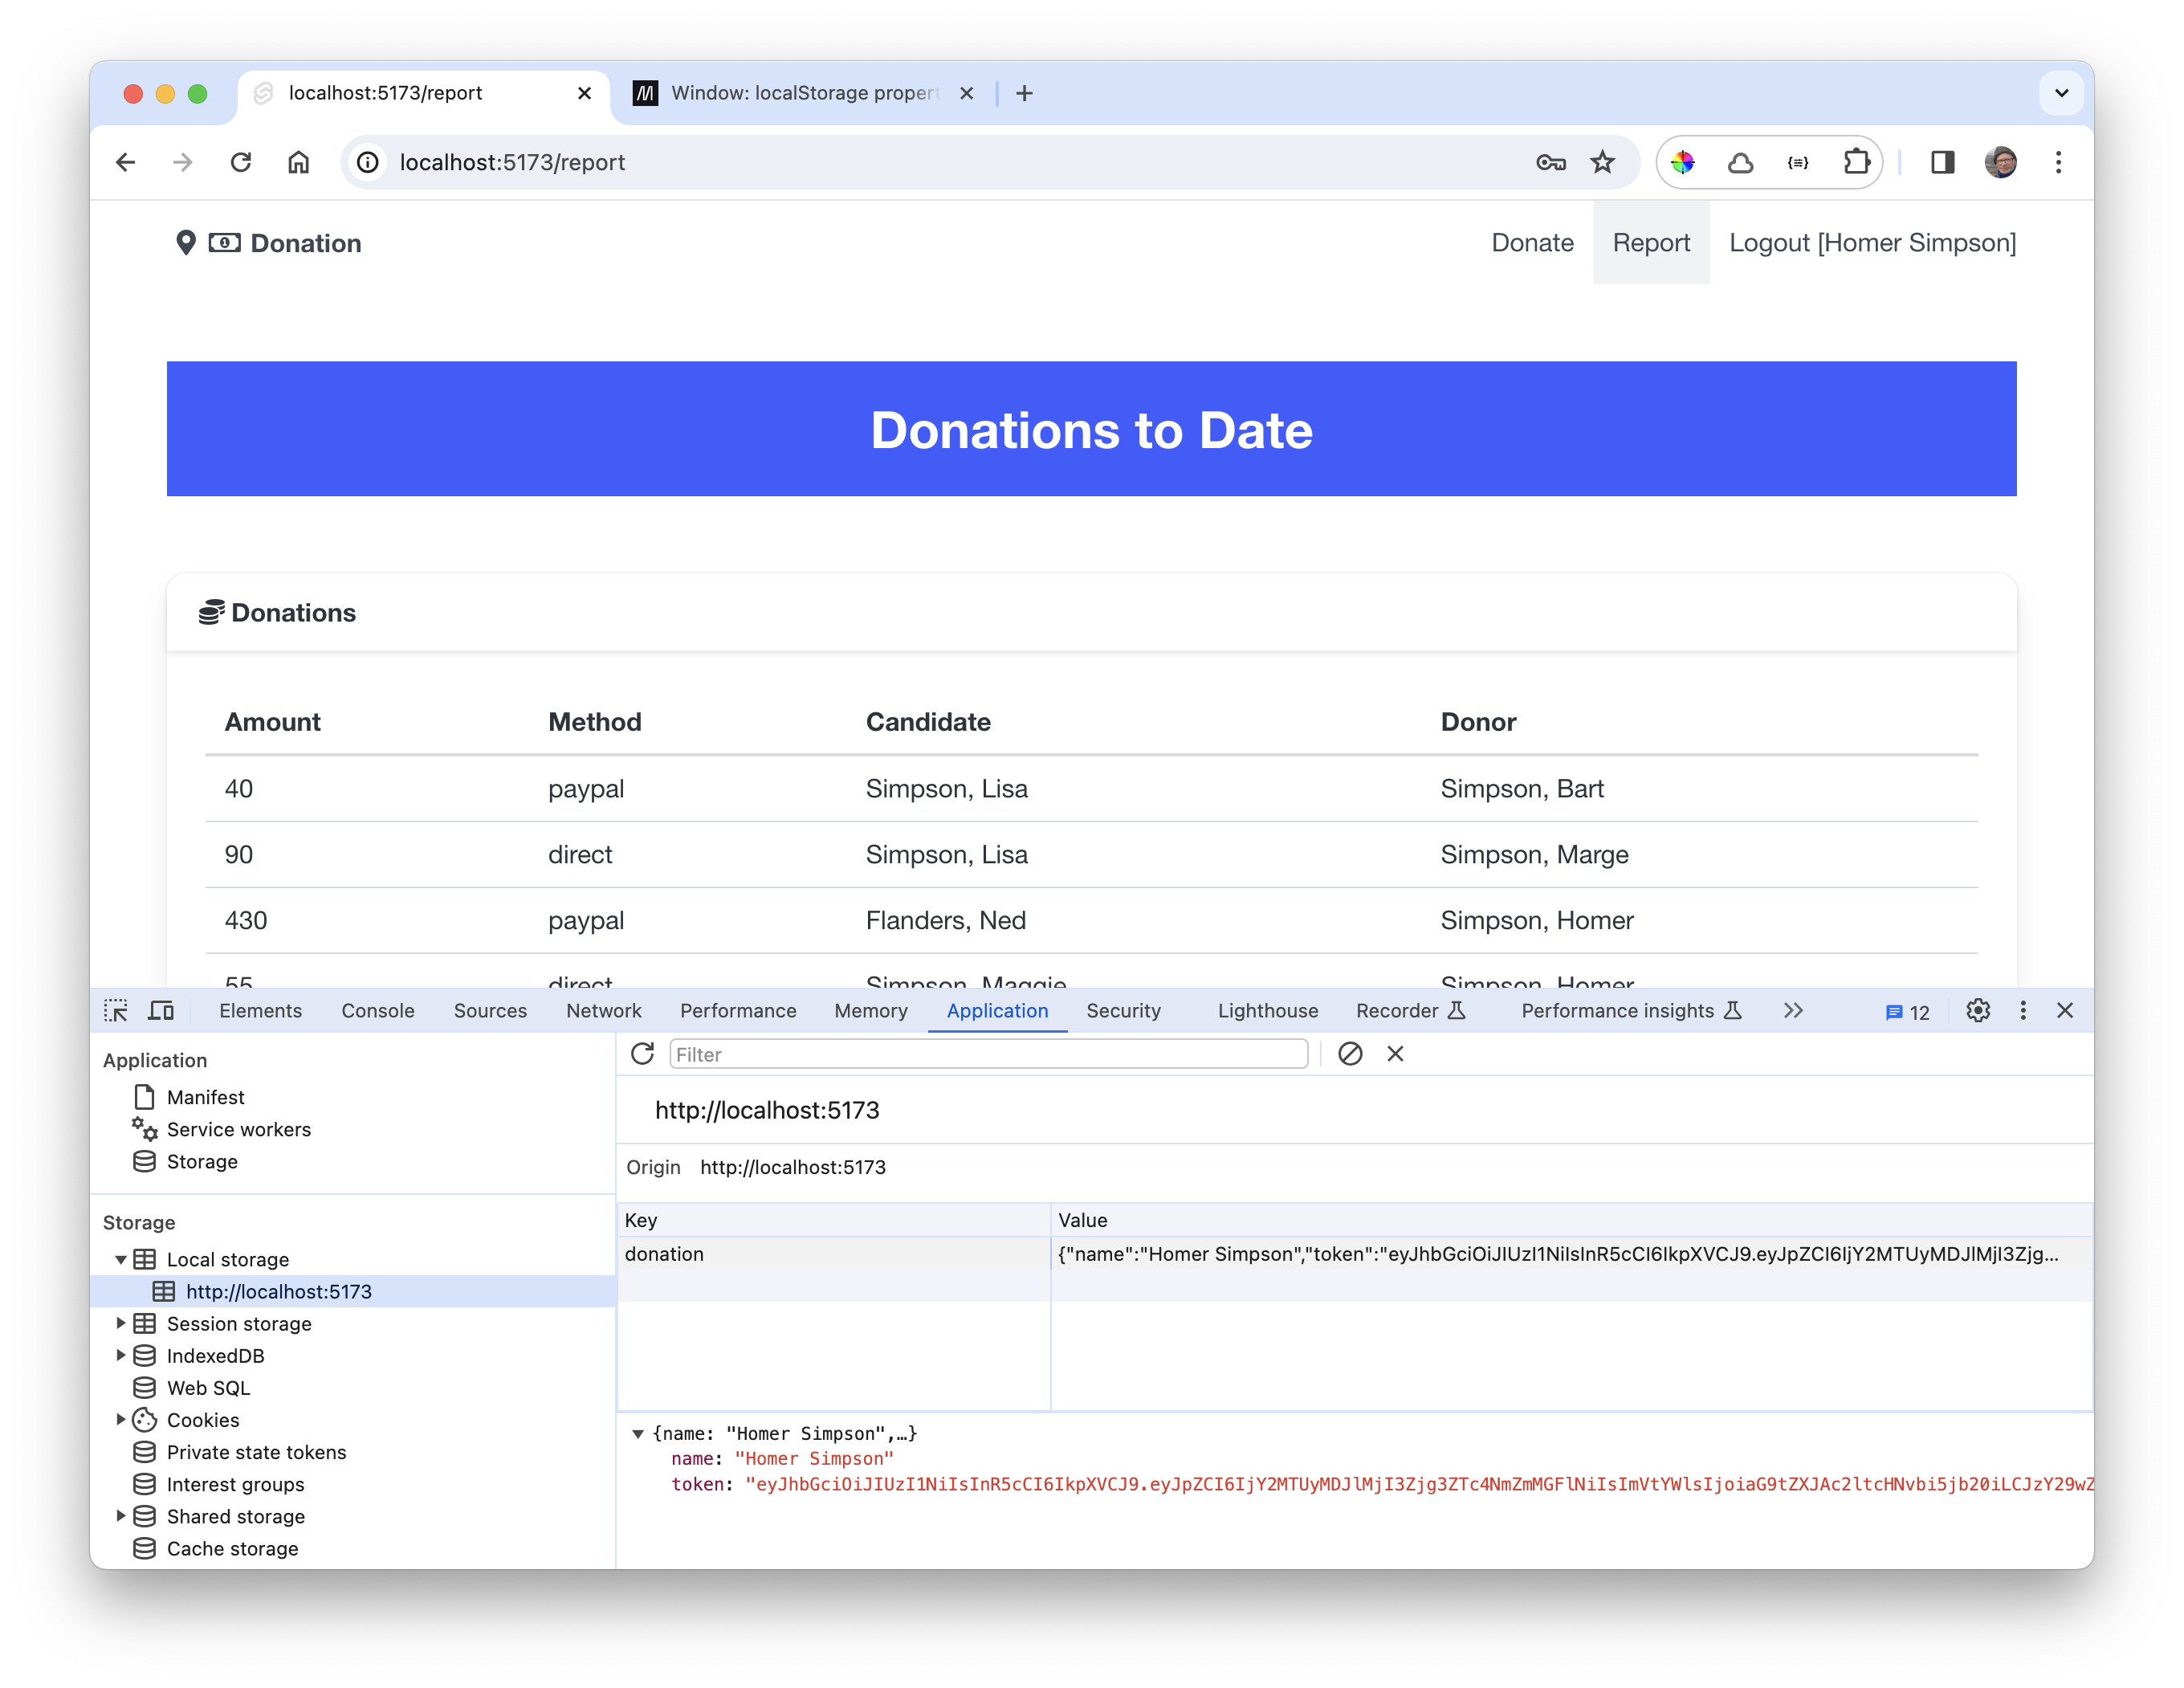 localhost:5173/report
Window: localStorage propert
localhost:5173/report
Donation
Donate Report Logout [Homer Simpson]
Donations to Date
Donations
Amount Method Candidate Donor
40 paypal Simpson, Lisa Simpson, Bart
90 direct Simpson, Lisa Simpson, Marge
430 paypal Flanders, Ned Simpson, Homer
55 direct Simpson, Maggie Simpson, Homer
Elements Console Sources Network Performance Memory Application Security Lighthouse Recorder Performance insights 12
Application
Manifest
Service workers
Storage
Storage
Local storage
http://localhost:5173
Session storage
IndexedDB
Web SQL
Cookies
Private state tokens
Interest groups
Shared storage
Cache storage
Filter
http://localhost:5173
Origin http://localhost:5173
Key Value
donation {"name":"Homer Simpson","token":"eyJhbGciOiJIUzI1NiIsInR5cCI6IkpXVCJ9.eyJpZCI6IjY2MTUyMDJlMjI3Zjg...
{name: "Homer Simpson",…}
name: "Homer Simpson"
token: "eyJhbGciOiJIUzI1NiIsInR5cCI6IkpXVCJ9.eyJpZCI6IjY2MTUyMDJlMjI3Zjg3ZTc4NmZmMGFlNiIsImVtYWlsIjoiaG9tZXJAc2ltcHNvbi5jb20iLCJzY29wZ